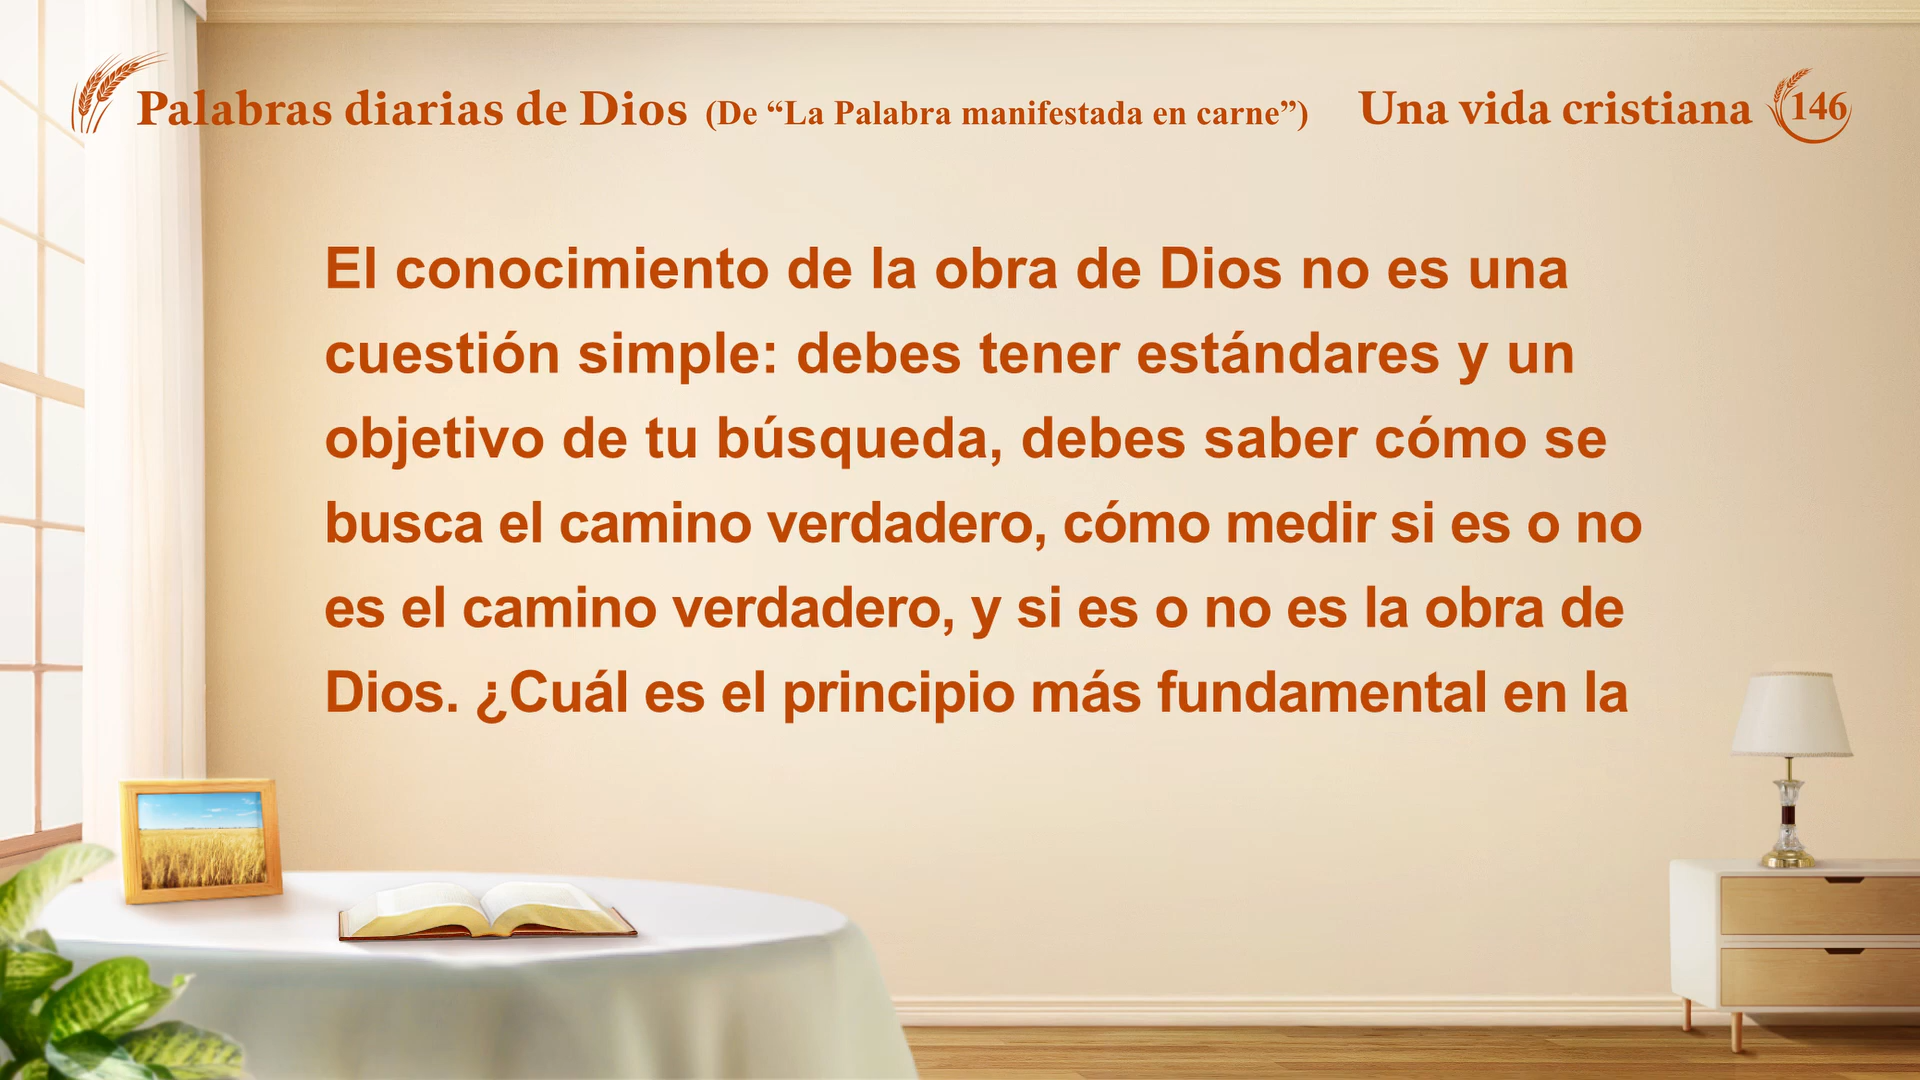 Palabras diarias de Dios (De “La Palabra manifestada en carne”) Una vida cristiana 146
El conocimiento de la obra de Dios no es una
cuestión simple: debes tener estándares y un
objetivo de tu búsqueda, debes saber cómo se
busca el camino verdadero, cómo medir si es o no
es el camino verdadero, y si es o no es la obra de
Dios. ¿Cuál es el principio más fundamental en la